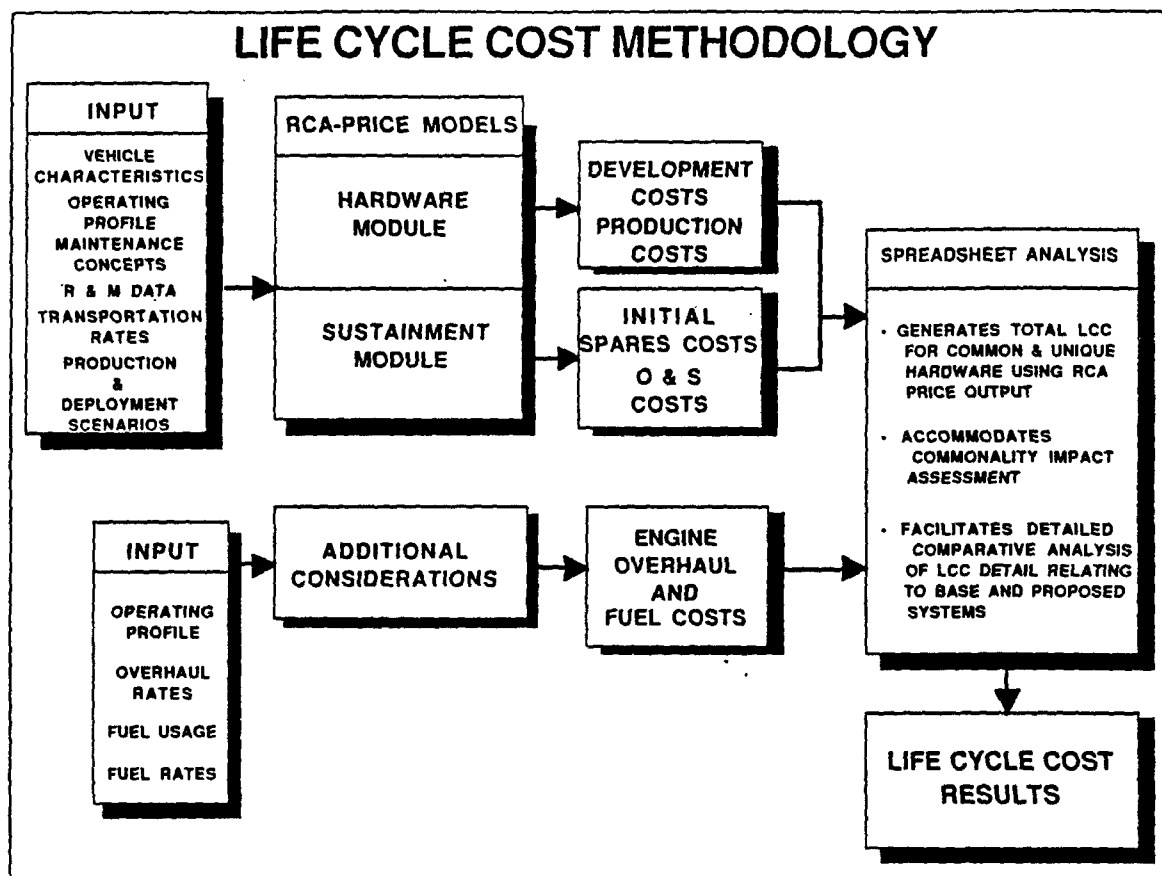 LIFE CYCLE COST METHODOLOGY
INPUT
VEHICLE
CHARACTERISTICS
OPERATING
PROFILE
MAINTENANCE
CONCEPTS
R & M DATA
TRANSPORTATION
RATES
PRODUCTION
&
DEPLOYMENT
SCENARIOS
RCA-PRICE MODELS
HARDWARE
MODULE
SUSTAINMENT
MODULE
DEVELOPMENT
COSTS
PRODUCTION
COSTS
INITIAL
SPARES COSTS
O & S
COSTS
SPREADSHEET ANALYSIS
· GENERATES TOTAL LCC
FOR COMMON & UNIQUE
HARDWARE USING RCA
PRICE OUTPUT
· ACCOMMODATES
COMMONALITY IMPACT
ASSESSMENT
· FACILITATES DETAILED
COMPARATIVE ANALYSIS
OF LCC DETAIL RELATING
TO BASE AND PROPOSED
SYSTEMS
INPUT
OPERATING
PROFILE
OVERHAUL
RATES
FUEL USAGE
FUEL RATES
ADDITIONAL
CONSIDERATIONS
ENGINE
OVERHAUL
AND
FUEL COSTS
LIFE CYCLE COST
RESULTS